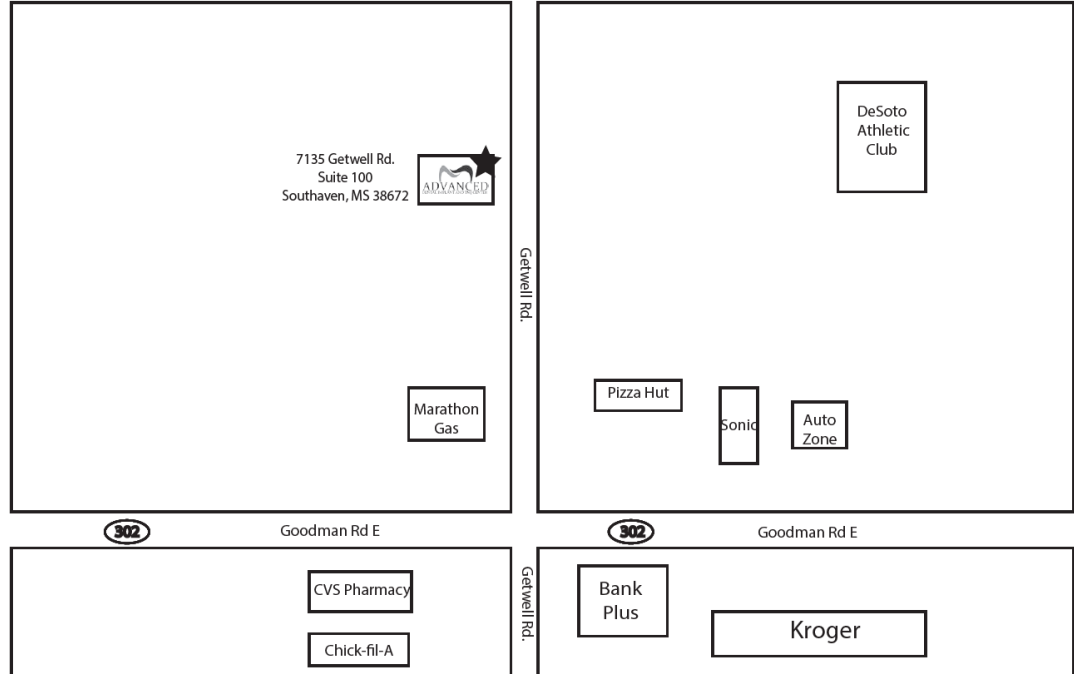 DeSoto
Athletic
Club
7135 Getwell Rd.
Suite 100
Southaven, MS 38672
ADVANCED
Getwell Rd.
Pizza Hut
Marathon
Gas
Sonic
Auto
Zone
302
Goodman Rd E
302
Goodman Rd E
CVS Pharmacy
Chick-fil-A
Getwell Rd.
Bank
Plus
Kroger